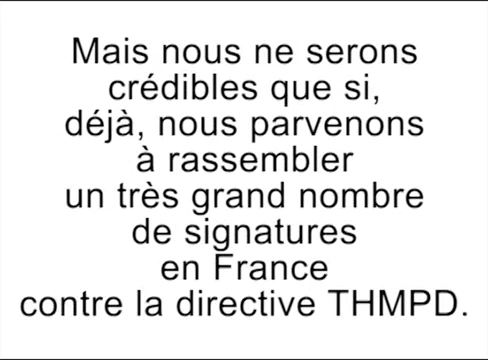 Mais nous ne serons
crédibles que si,
déjà, nous parvenons
à rassembler
un très grand nombre
de signatures
en France
contre la directive THMPD.